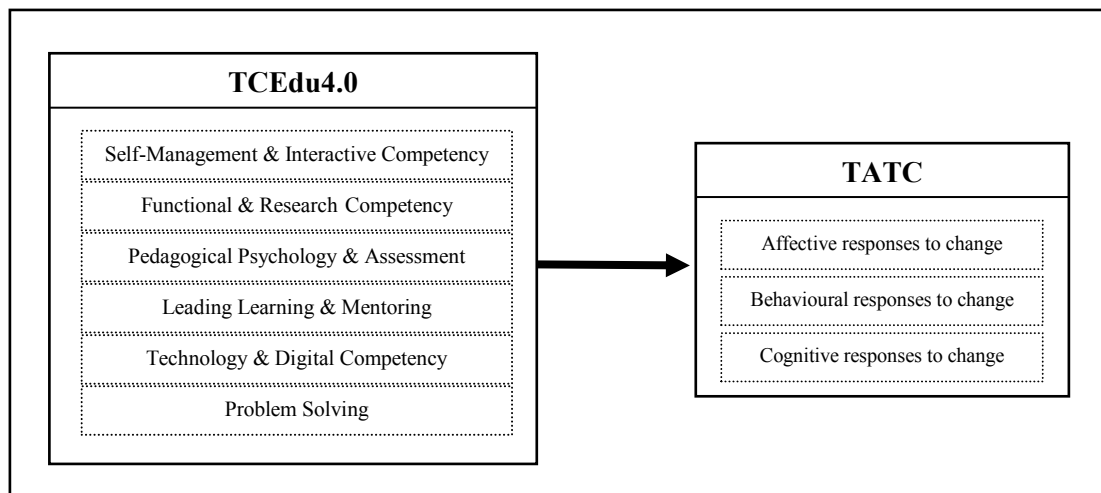 TCEdu4.0
Self-Management & Interactive Competency
Functional & Research Competency
Pedagogical Psychology & Assessment
Leading Learning & Mentoring
Technology & Digital Competency
Problem Solving
TATC
Affective responses to change
Behavioural responses to change
Cognitive responses to change